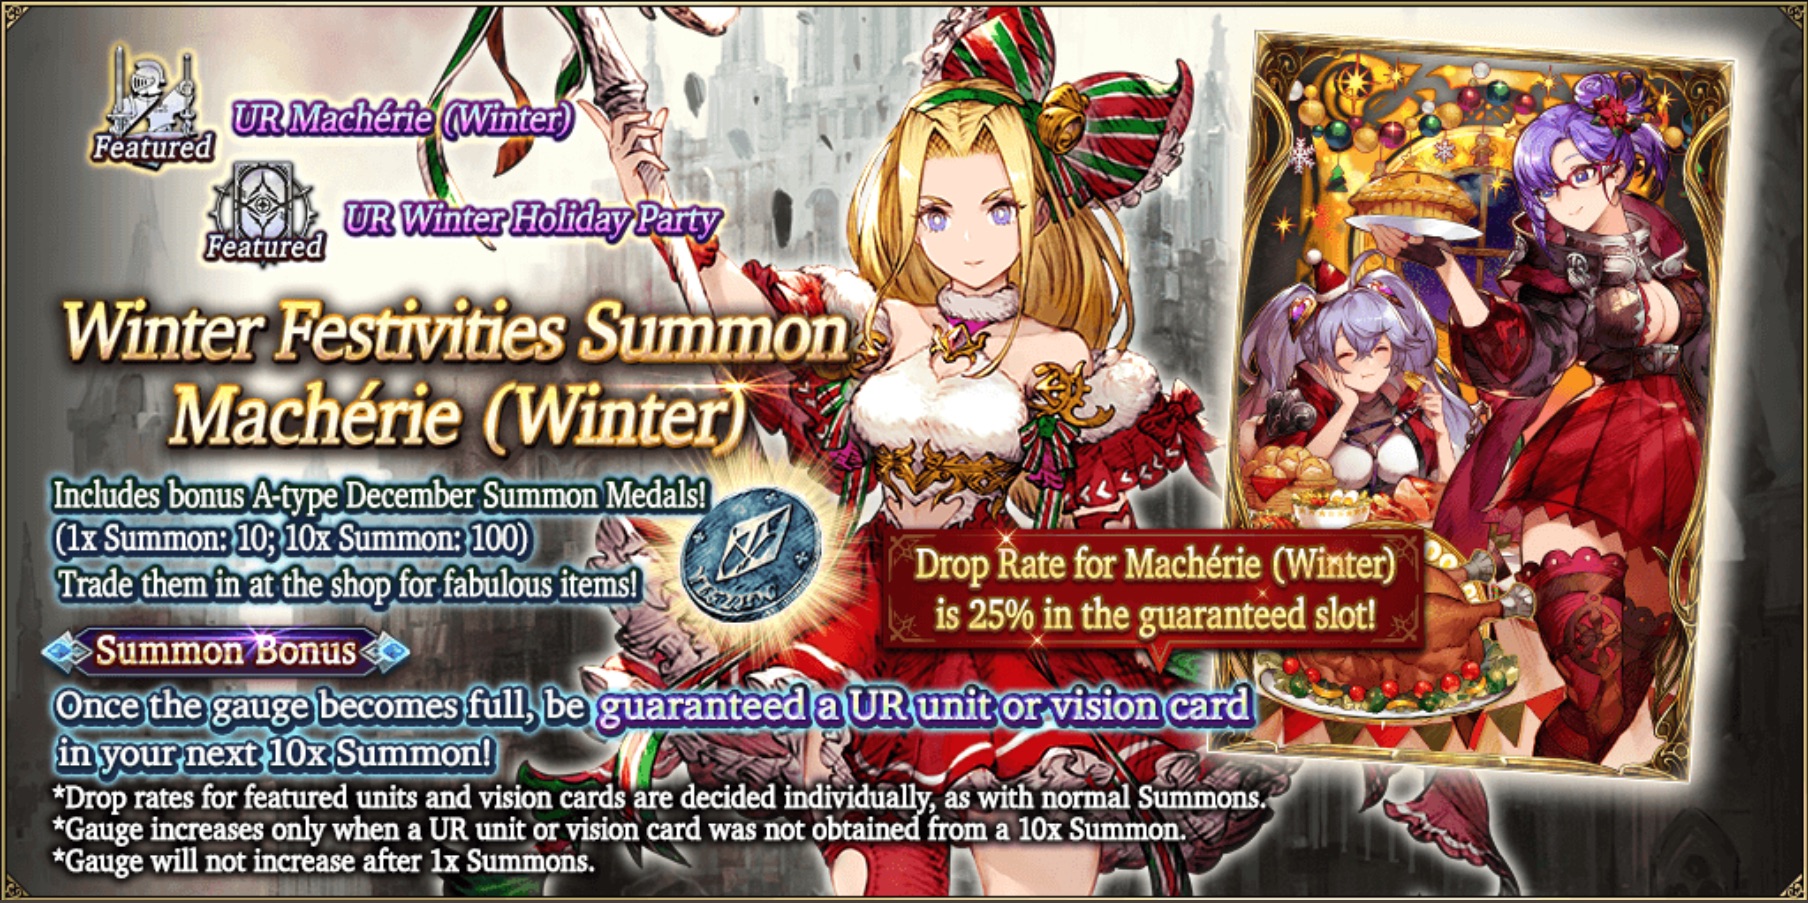 Featured
UR Machérie (Winter)
Featured
UR Winter Holiday Party
Winter Festivities Summon
Machérie (Winter)
Includes bonus A-type December Summon Medals!
(1x Summon: 10; 10x Summon: 100)
Trade them in at the shop for fabulous items!
Drop Rate for Machérie (Winter)
is 25% in the guaranteed slot!
Summon Bonus
Once the gauge becomes full, be guaranteed a UR unit or vision card
in your next 10x Summon!
*Drop rates for featured units and vision cards are decided individually, as with normal Summons.
*Gauge increases only when a UR unit or vision card was not obtained from a 10x Summon.
*Gauge will not increase after 1x Summons.